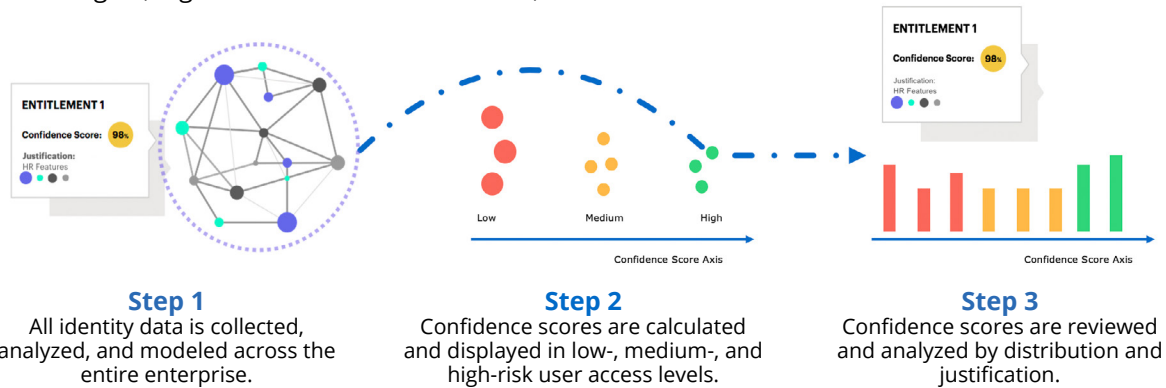 ENTITLEMENT 1
Confidence Score: 98%
Justification:
HR Features
Low Medium High
Confidence Score Axis
ENTITLEMENT 1
Confidence Score: 98%
Justification:
HR Features
Confidence Score Axis
Step 1
All identity data is collected,
analyzed, and modeled across the
entire enterprise.
Step 2
Confidence scores are calculated
and displayed in low-, medium-, and
high-risk user access levels.
Step 3
Confidence scores are reviewed
and analyzed by distribution and
justification.